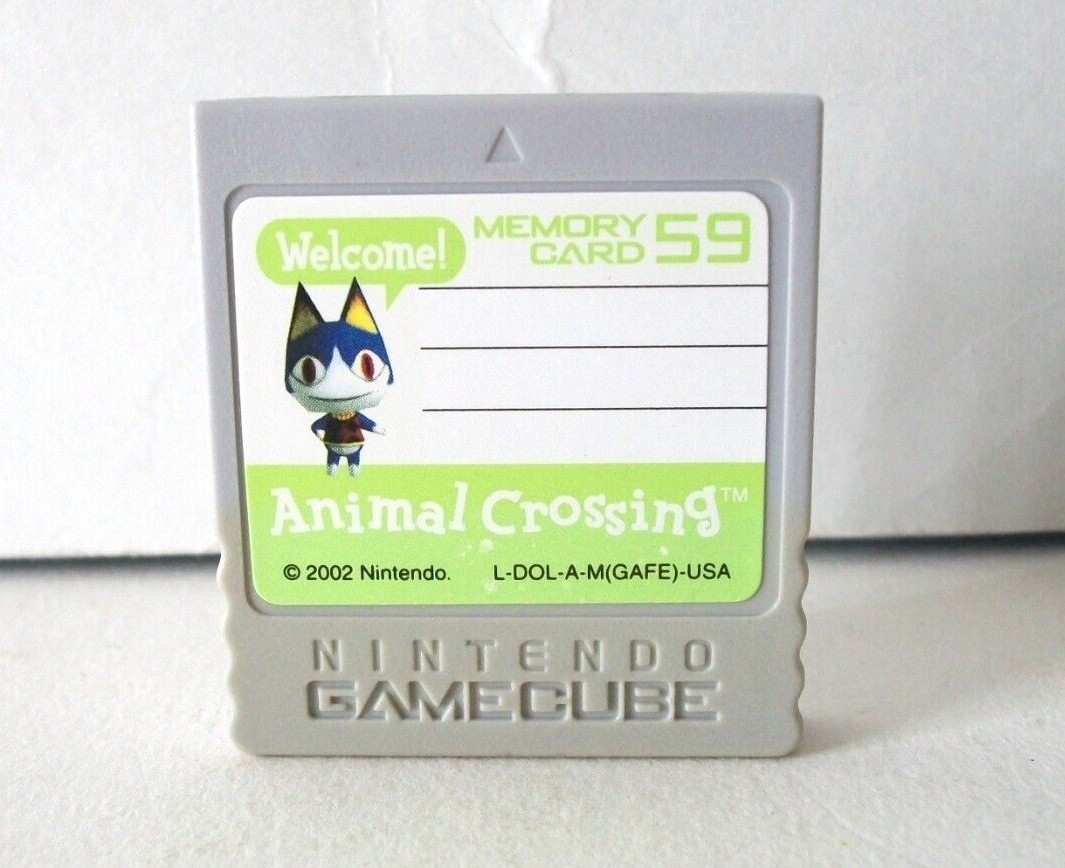 Welcome!
MEMORY
CARD 59
Animal Crossing™
© 2002 Nintendo. L-DOL-A-M(GAFE)-USA
NINTENDO
GAMECUBE